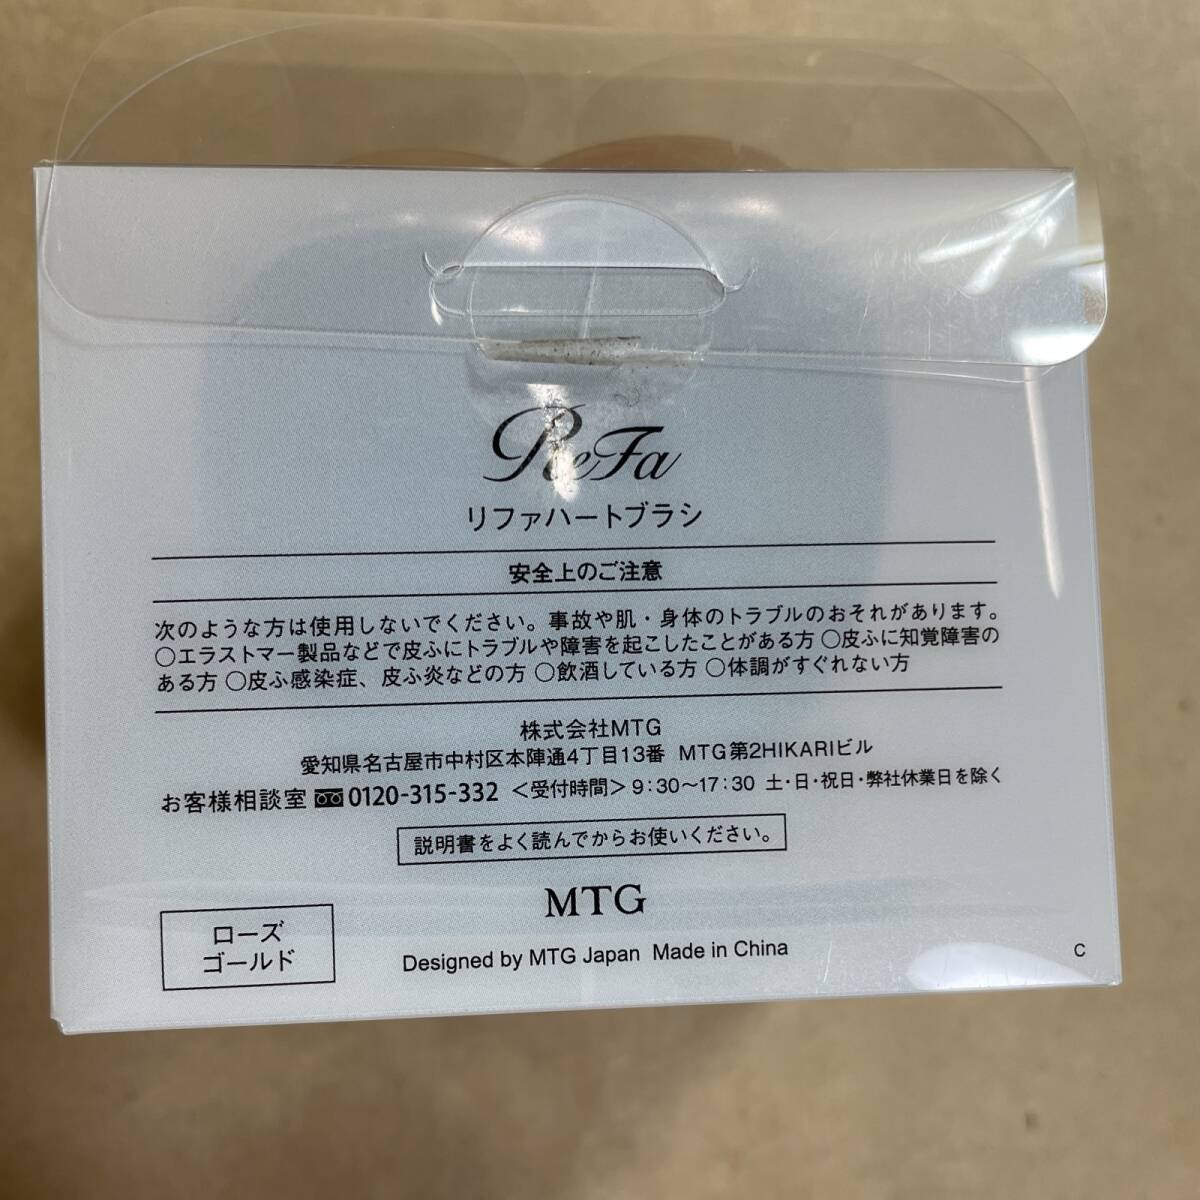 ReFa
リファハートブラシ
安全上のご注意
次のような方は使用しないでください。事故や肌・身体のトラブルのおそれがあります。
○エラストマー製品などで皮ふにトラブルや障害を起こしたことがある方 ○皮ふに知覚障害の
ある方 ○皮ふ感染症、皮ふ炎などの方 ○飲酒している方 ○体調がすぐれない方
株式会社MTG
愛知県名古屋市中村区本陣通4丁目13番 MTG第2HIKARIビル
お客様相談室 0120-315-332 <受付時間> 9:30~17:30 土・日・祝日・弊社休業日を除く
説明書をよく読んでからお使いください。
MTG
ローズ
ゴールド
Designed by MTG Japan Made in China
C